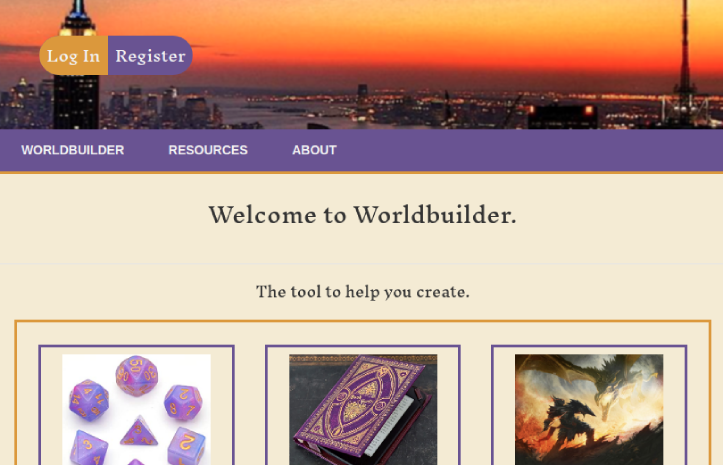 Log In Register
WORLDBUILDER RESOURCES ABOUT
Welcome to Worldbuilder.
The tool to help you create.